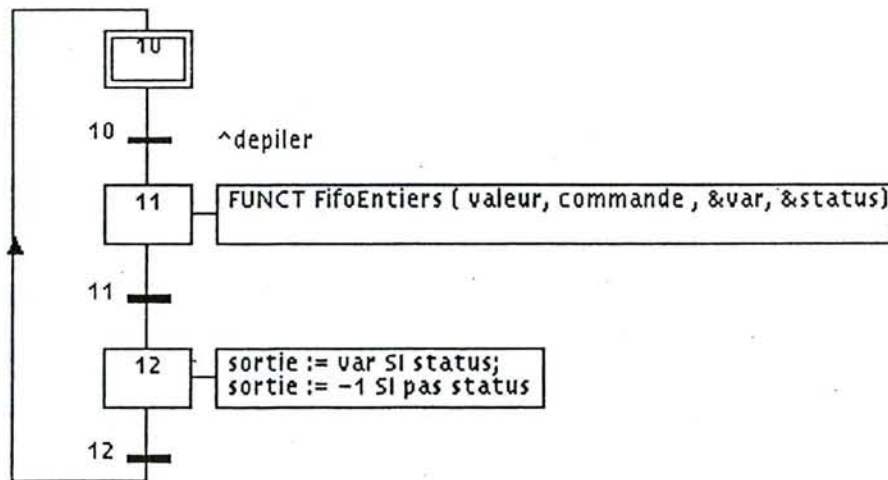 10
10 ^depiler
11 FUNCT FifoEntiers ( valeur, commande , &var, &status)
11
12 sortie := var SI status;
sortie := -1 SI pas status
12